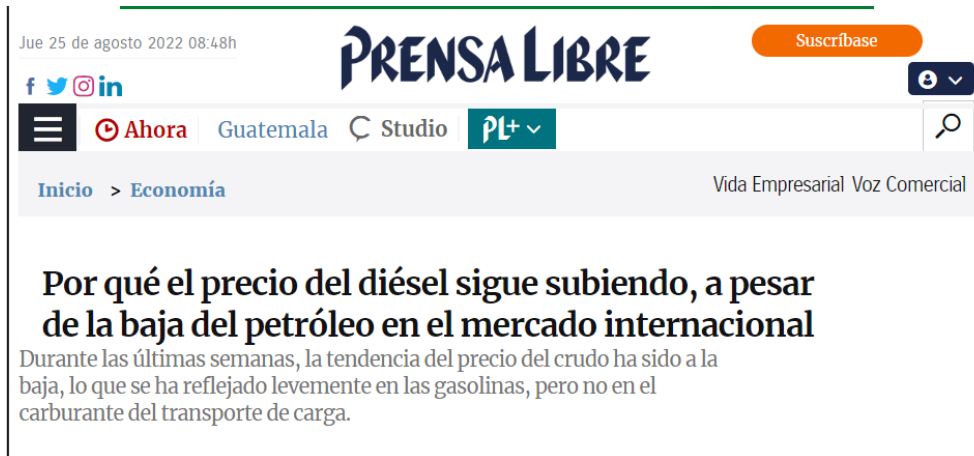 Jue 25 de agosto 2022 08:48h
PRENSA LIBRE
Suscríbase
Ahora
Guatemala
Studio
PL+
Inicio > Economía
Vida Empresarial Voz Comercial
Por qué el precio del diésel sigue subiendo, a pesar
de la baja del petróleo en el mercado internacional
Durante las últimas semanas, la tendencia del precio del crudo ha sido a la
baja, lo que se ha reflejado levemente en las gasolinas, pero no en el
carburante del transporte de carga.